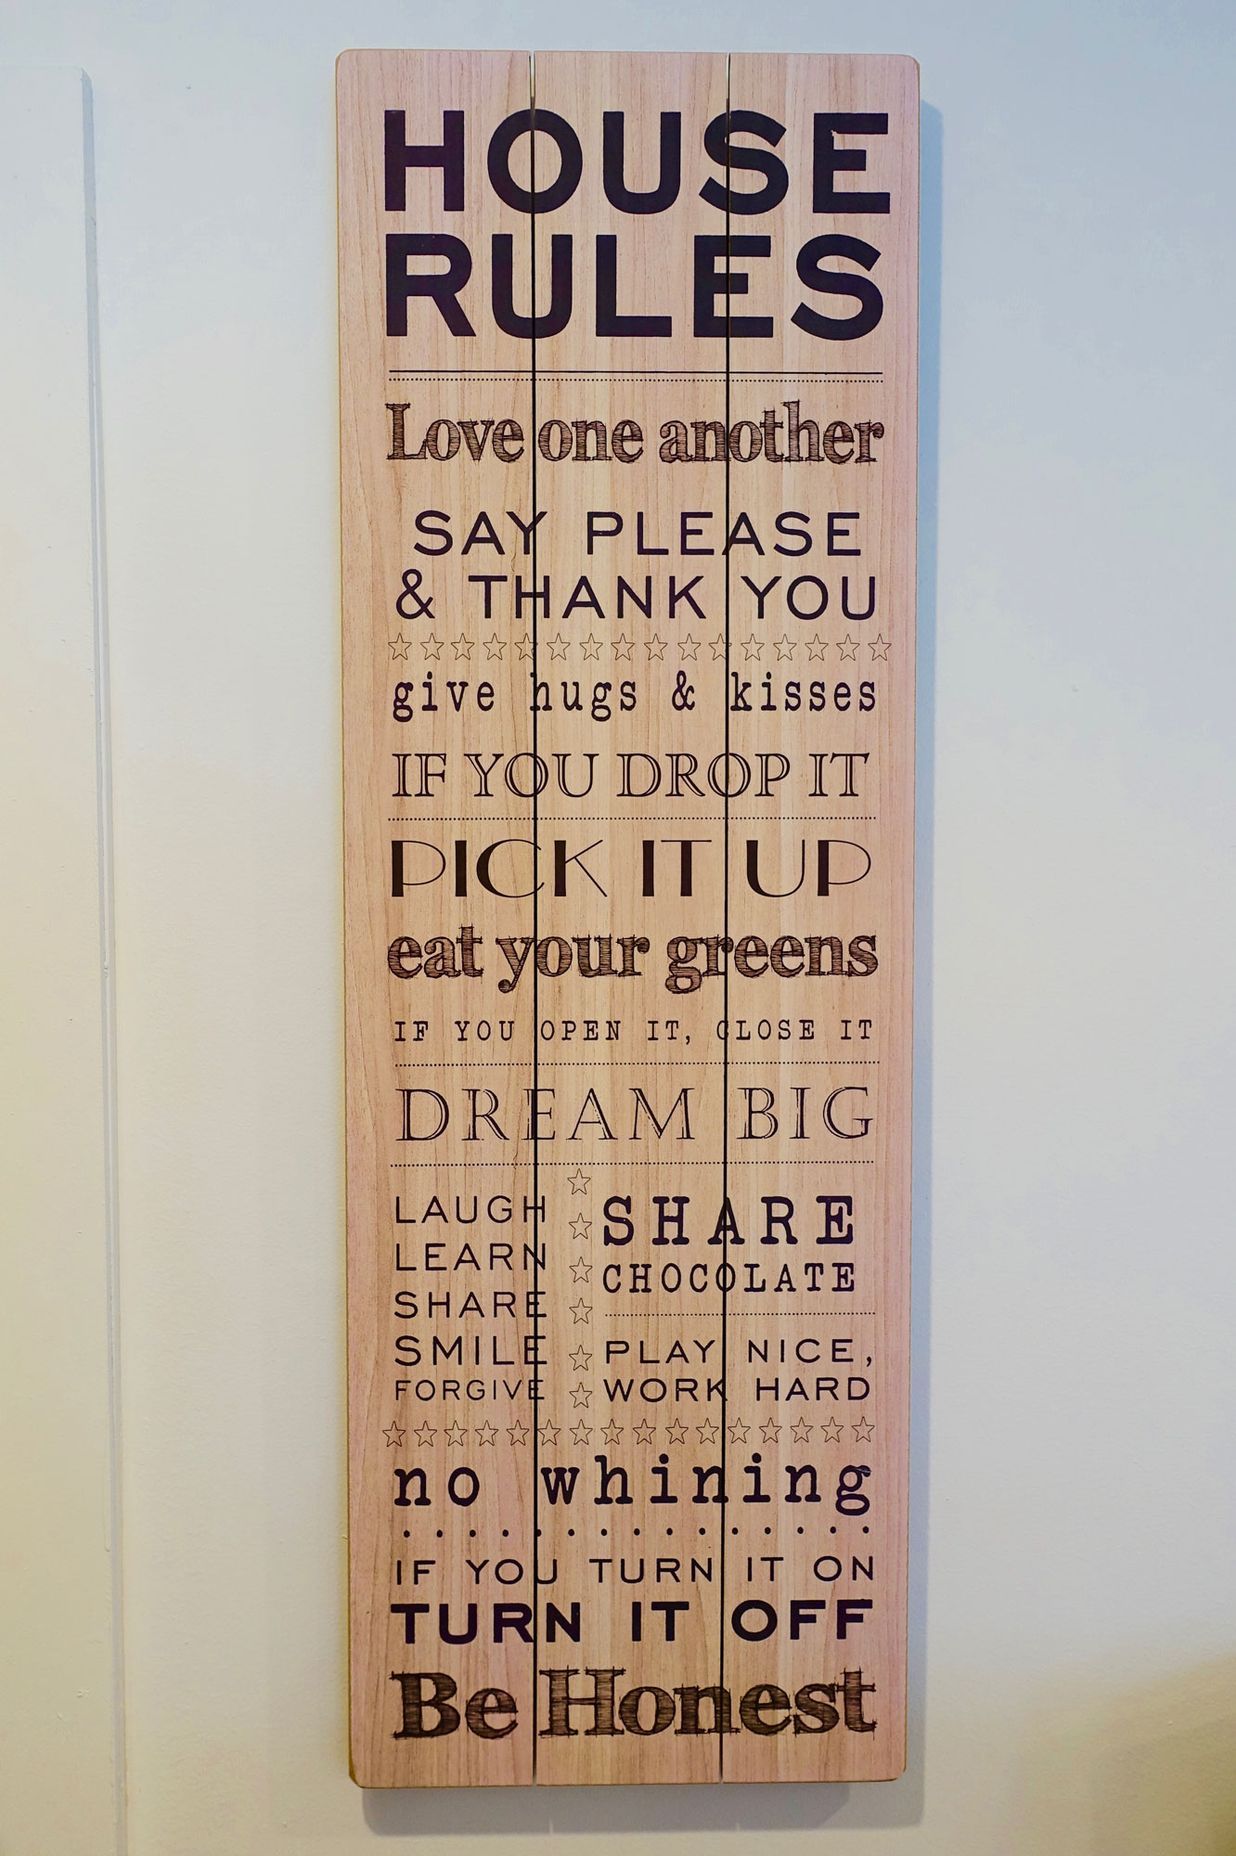 HOUSE
RULES
Love one another
SAY PLEASE
& THANK YOU
give hugs & kisses
IF YOU DROP IT
PICK IT UP
eat your greens
IF YOU OPEN IT, CLOSE IT
DREAM BIG
LAUGH
LEARN
SHARE
SMILE
FORGIVE
SHARE
CHOCOLATE
PLAY NICE,
WORK HARD
no whining
IF YOU TURN IT ON
TURN IT OFF
Be Honest